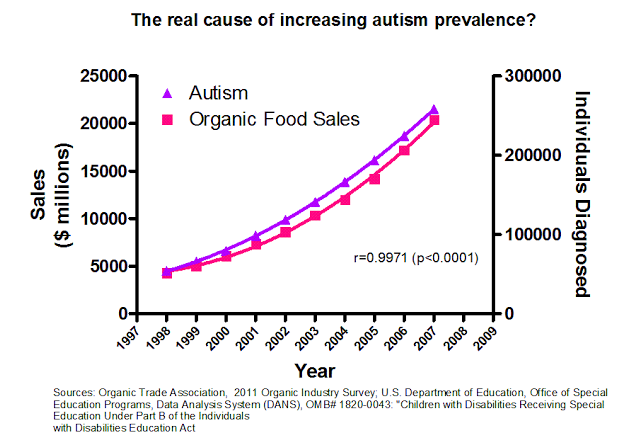 The real cause of increasing autism prevalence?
25000
20000
15000
10000
5000
0
Sales
($ millions)
Autism
Organic Food Sales
r=0.9971 (p<0.0001)
300000
200000
100000
0
Individuals Diagnosed
1997 1998 1999 2000 2001 2002 2003 2004 2005 2006 2007 2008 2009
Year
Sources: Organic Trade Association, 2011 Organic Industry Survey; U.S. Department of Education, Office of Special
Education Programs, Data Analysis System (DANS), OMB# 1820-0043: "Children with Disabilities Receiving Special
Education Under Part B of the Individuals
with Disabilities Education Act